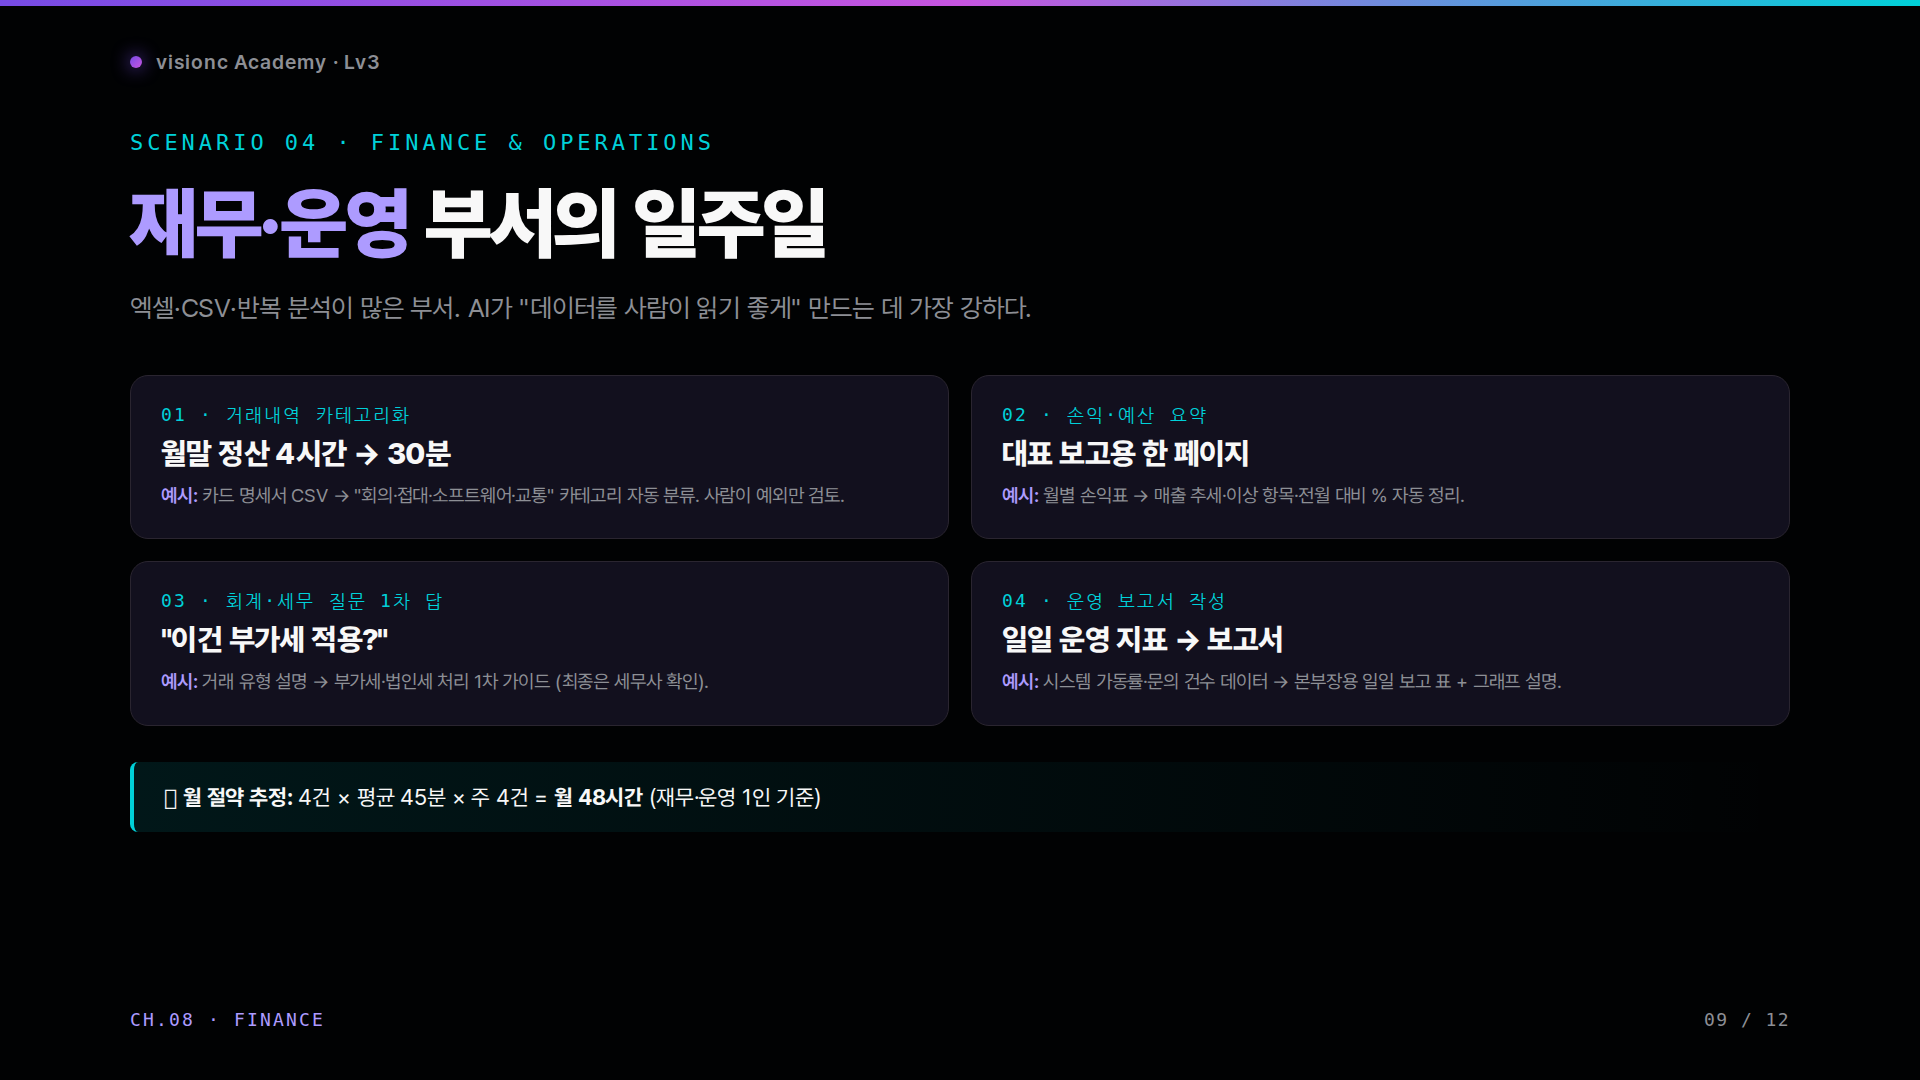 visionc Academy · Lv3
SCENARIO 04 · FINANCE & OPERATIONS
재무·운영 부서의 일주일
엑셀·CSV·반복 분석이 많은 부서. AI가 "데이터를 사람이 읽기 좋게" 만드는 데 가장 강하다.
01 · 거래내역 카테고리화
월말 정산 4시간 → 30분
예시: 카드 명세서 CSV → "회의·접대·소프트웨어·교통" 카테고리 자동 분류. 사람이 예외만 검토.
02 · 손익·예산 요약
대표 보고용 한 페이지
예시: 월별 손익표 → 매출 추세·이상 항목·전월 대비 % 자동 정리.
03 · 회계·세무 질문 1차 답
"이건 부가세 적용?"
예시: 거래 유형 설명 → 부가세·법인세 처리 1차 가이드 (최종은 세무사 확인).
04 · 운영 보고서 작성
일일 운영 지표 → 보고서
예시: 시스템 가동률·문의 건수 데이터 → 본부장용 일일 보고 표 + 그래프 설명.
월 절약 추정: 4건 × 평균 45분 × 주 4건 = 월 48시간 (재무·운영 1인 기준)
CH.08 · FINANCE
09 / 12